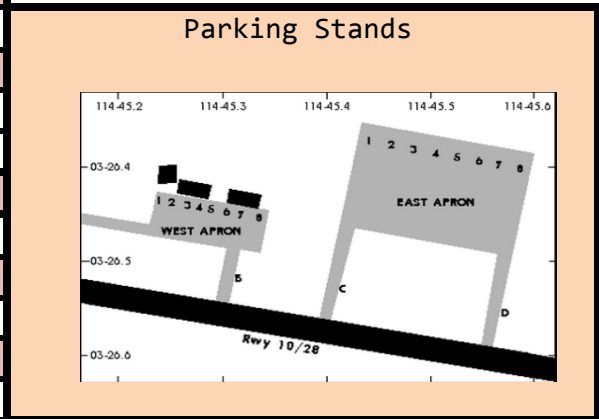 Parking Stands
114-45.2 114-45.3 114-45.4 114-45.5 114-45.6
1 2 3 4 5 6 7 8
03-26.4
EAST APRON
1 2 3 4 5 6 7 8
WEST APRON
03-26.5
B
C
D
Rwy 10/28
03-26.6